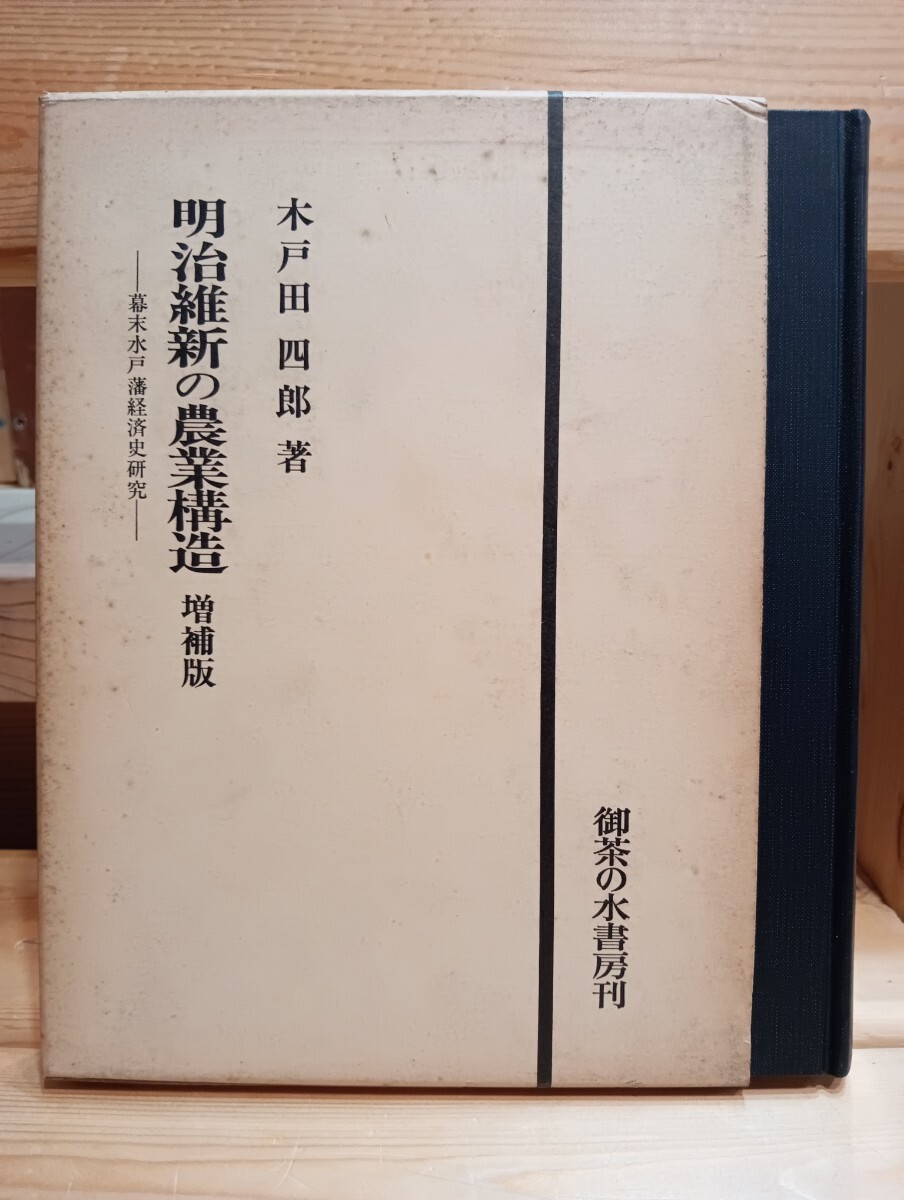 木戸田四郎 著
明治維新の農業構造 増補版
——幕末水戸藩経済史研究——
御茶の水書房刊